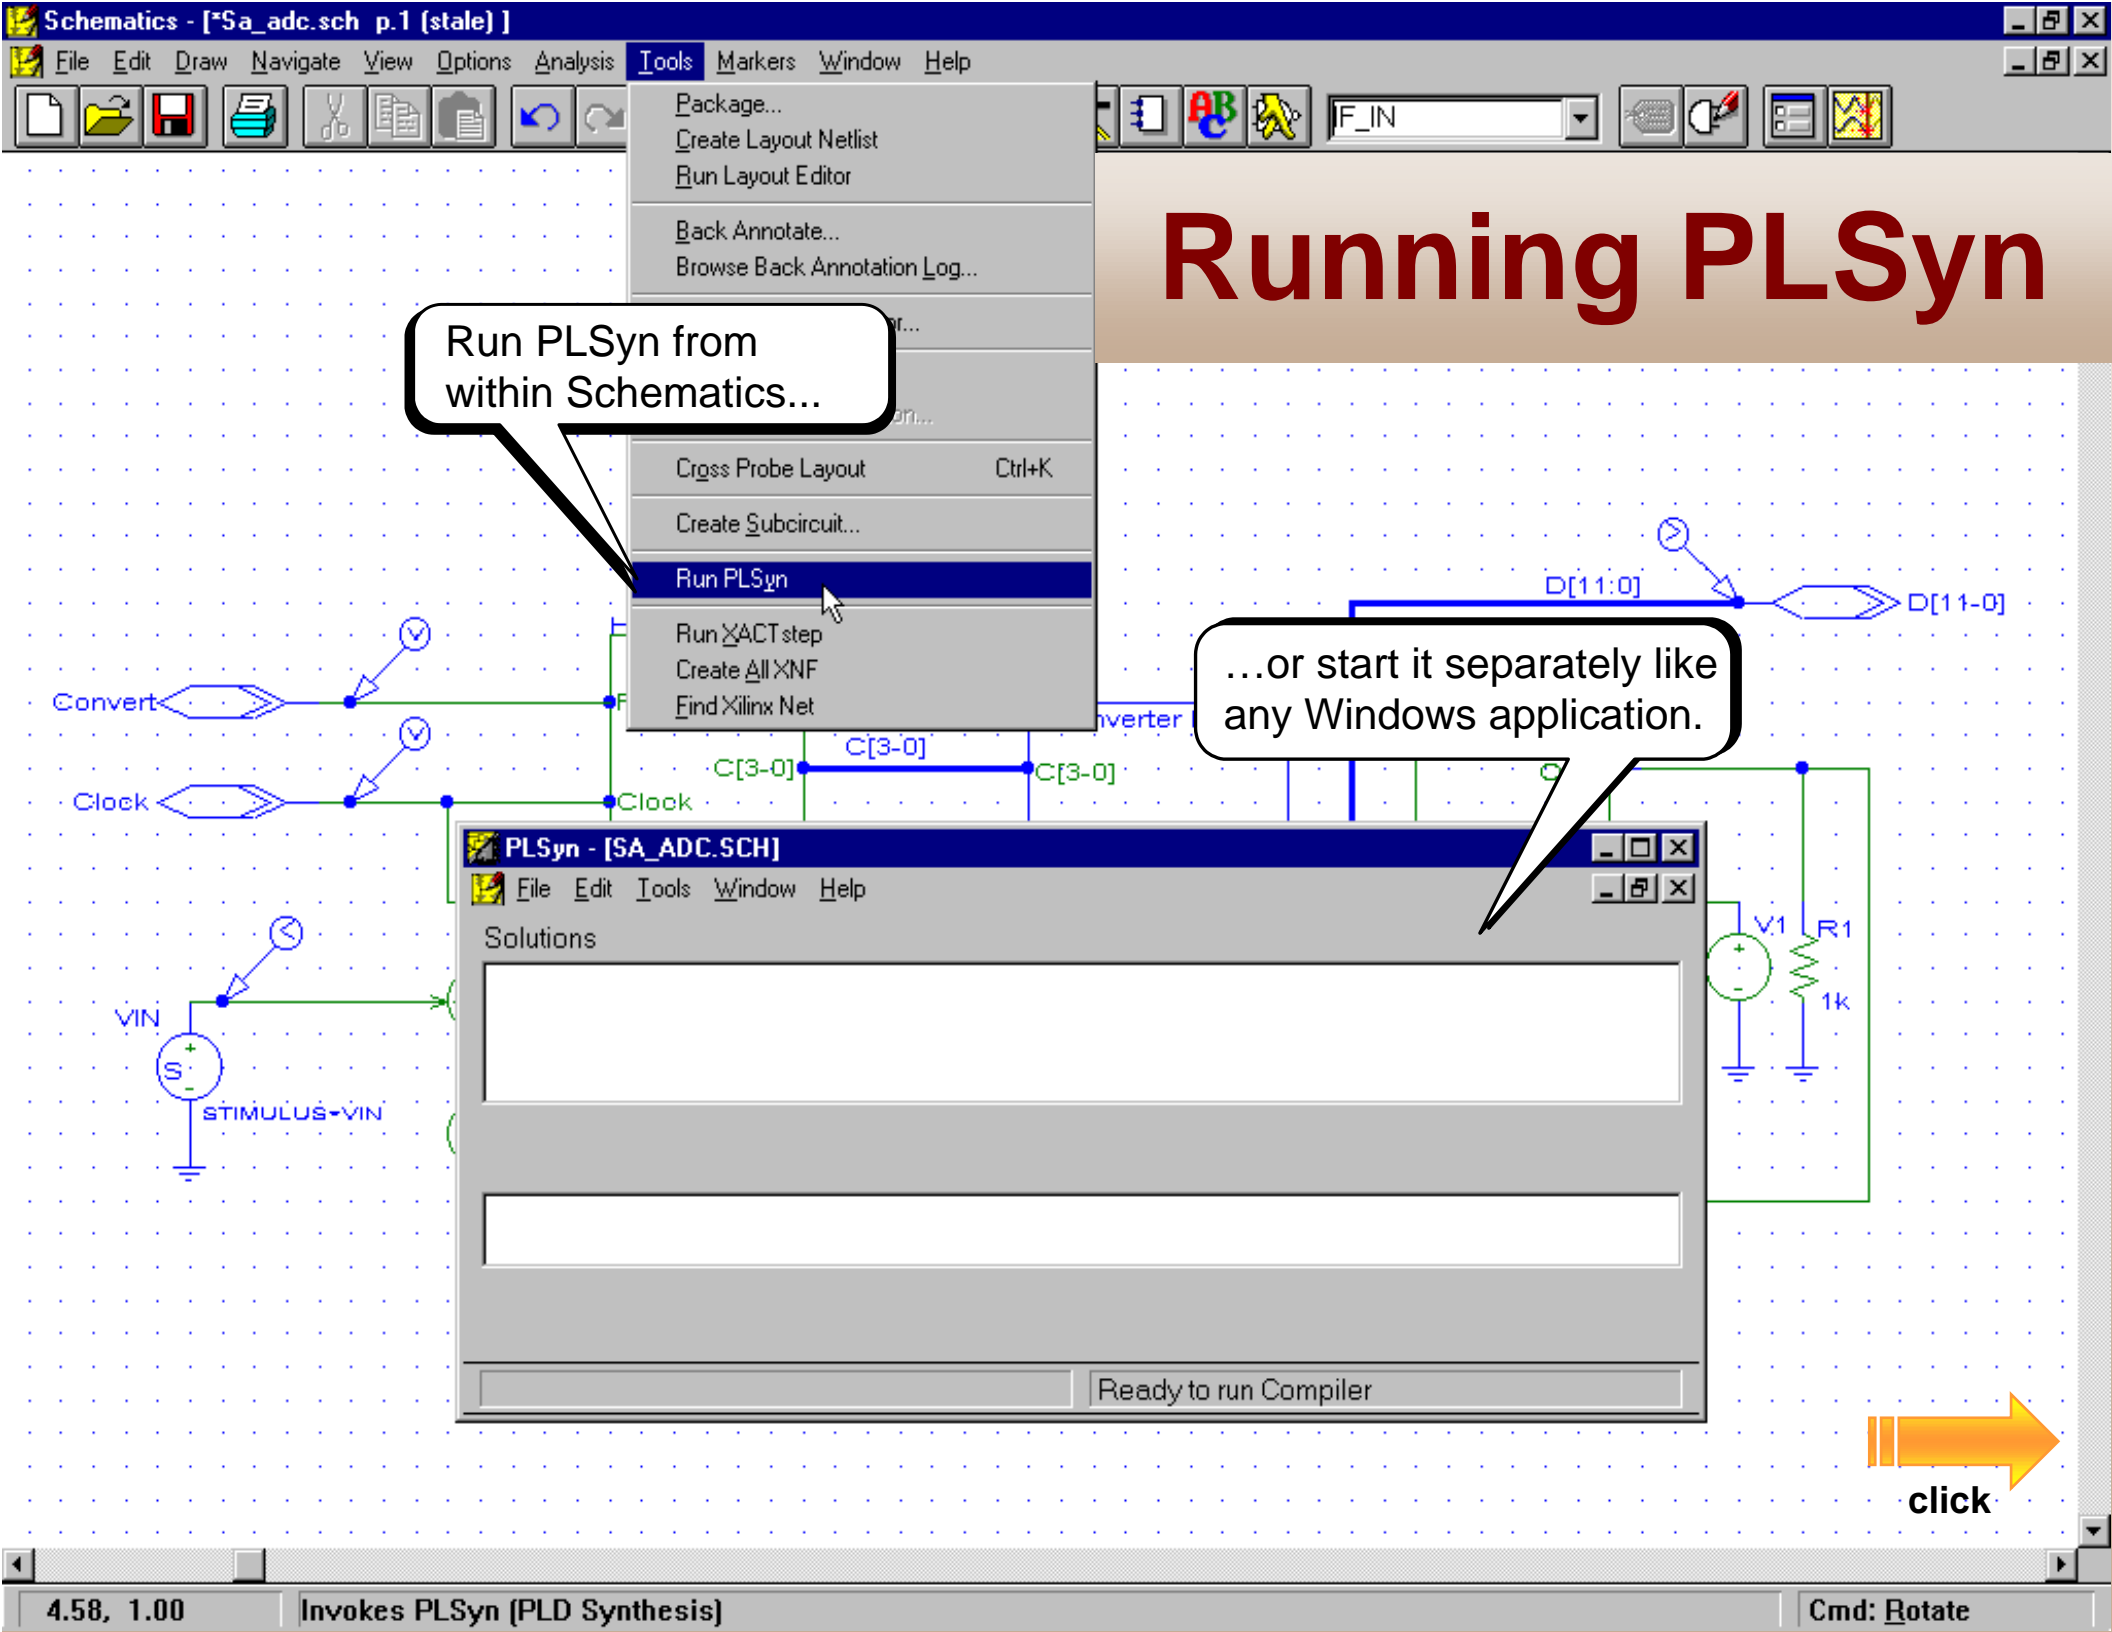 Schematics - [*Sa_adc.sch p.1 (stale) ]
File Edit Draw Navigate View Options Analysis Tools Markers Window Help
IF_IN
Package...
Create Layout Netlist
Run Layout Editor
Back Annotate...
Browse Back Annotation Log...
Cross Probe Layout Ctrl+K
Create Subcircuit...
Run PLSyn
Run XACTstep
Create All XNF
Find Xilinx Net
Running PLSyn
Run PLSyn from
within Schematics...
D[11:0]
D[11-0]
…or start it separately like
any Windows application.
Convert
C[3-0]
C[3-0]
C[3-0]
Clock
Clock
PLSyn - [SA_ADC.SCH]
File Edit Tools Window Help
Solutions
V1
R1
1k
VIN
S
STIMULUS=VIN
Ready to run Compiler
click
4.58, 1.00
Invokes PLSyn (PLD Synthesis)
Cmd: Rotate